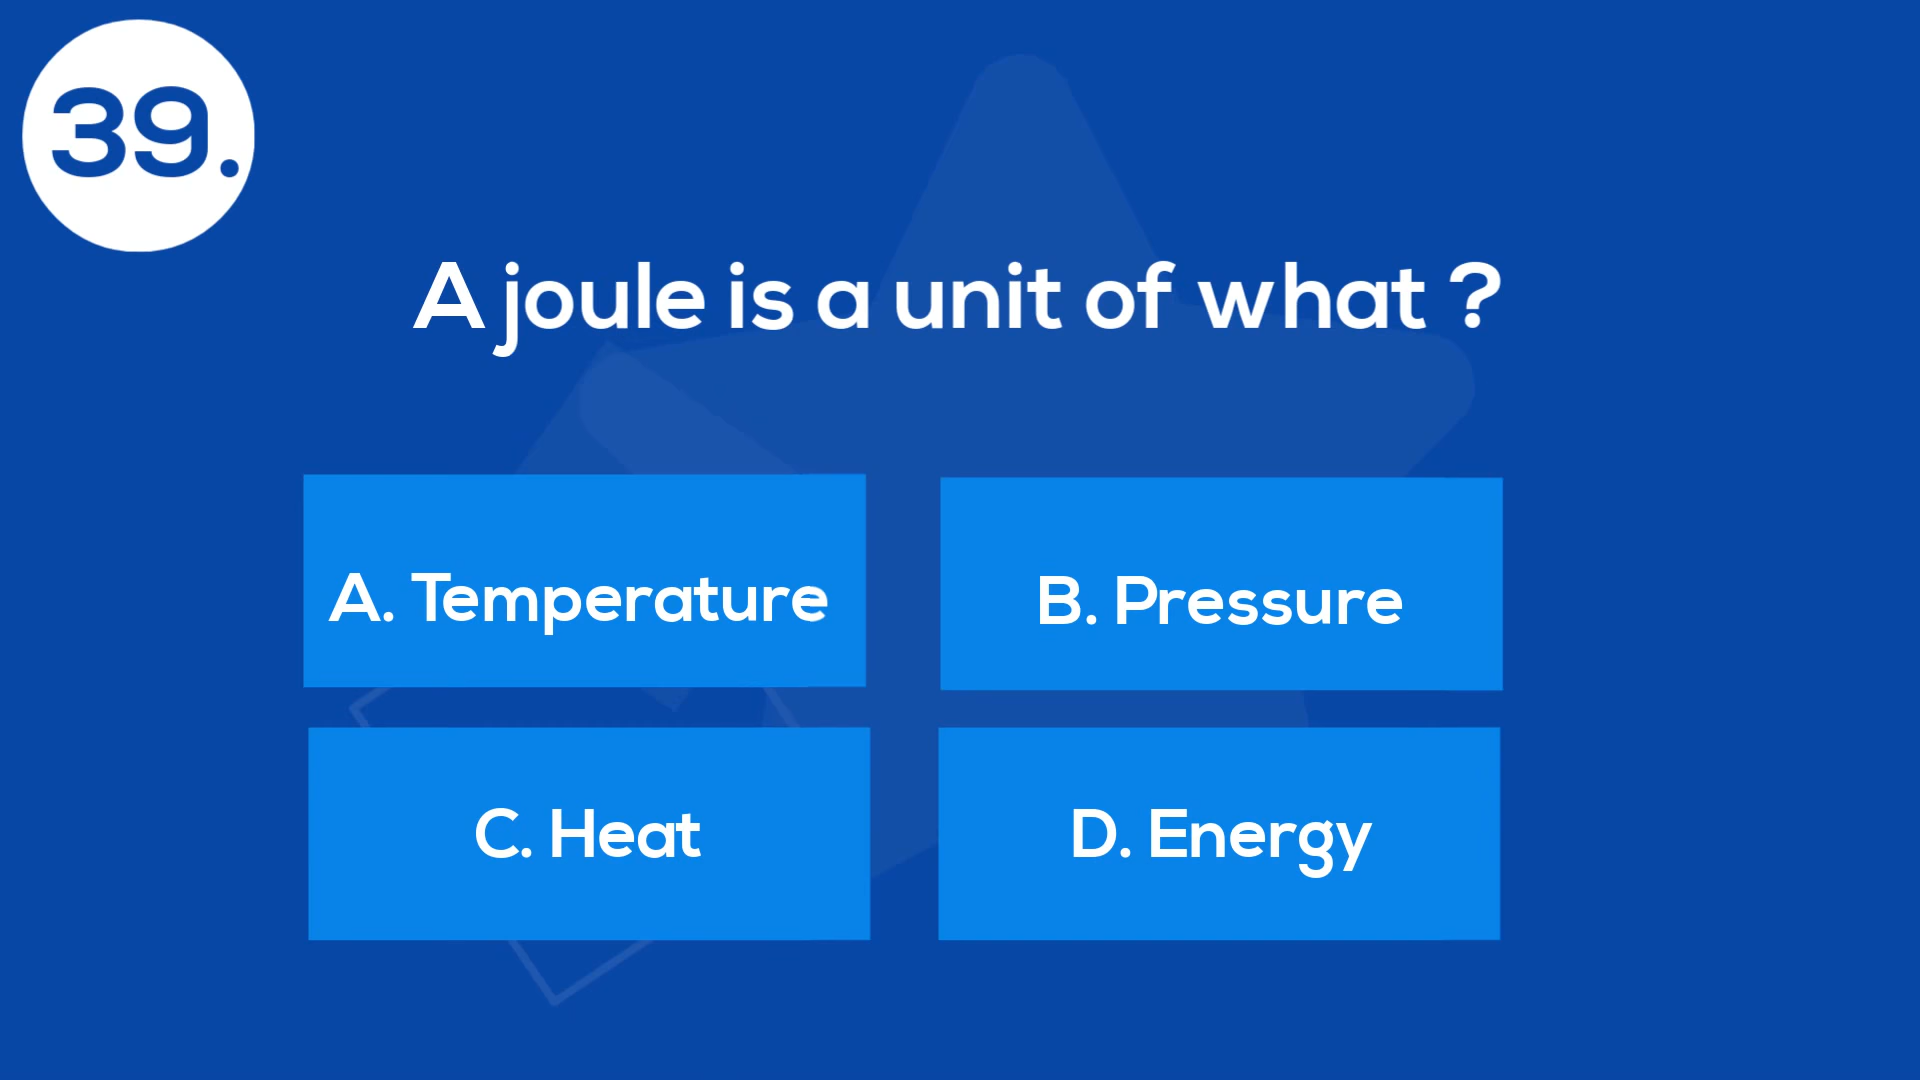 39.
A joule is a unit of what ?
A. Temperature
B. Pressure
C. Heat
D. Energy